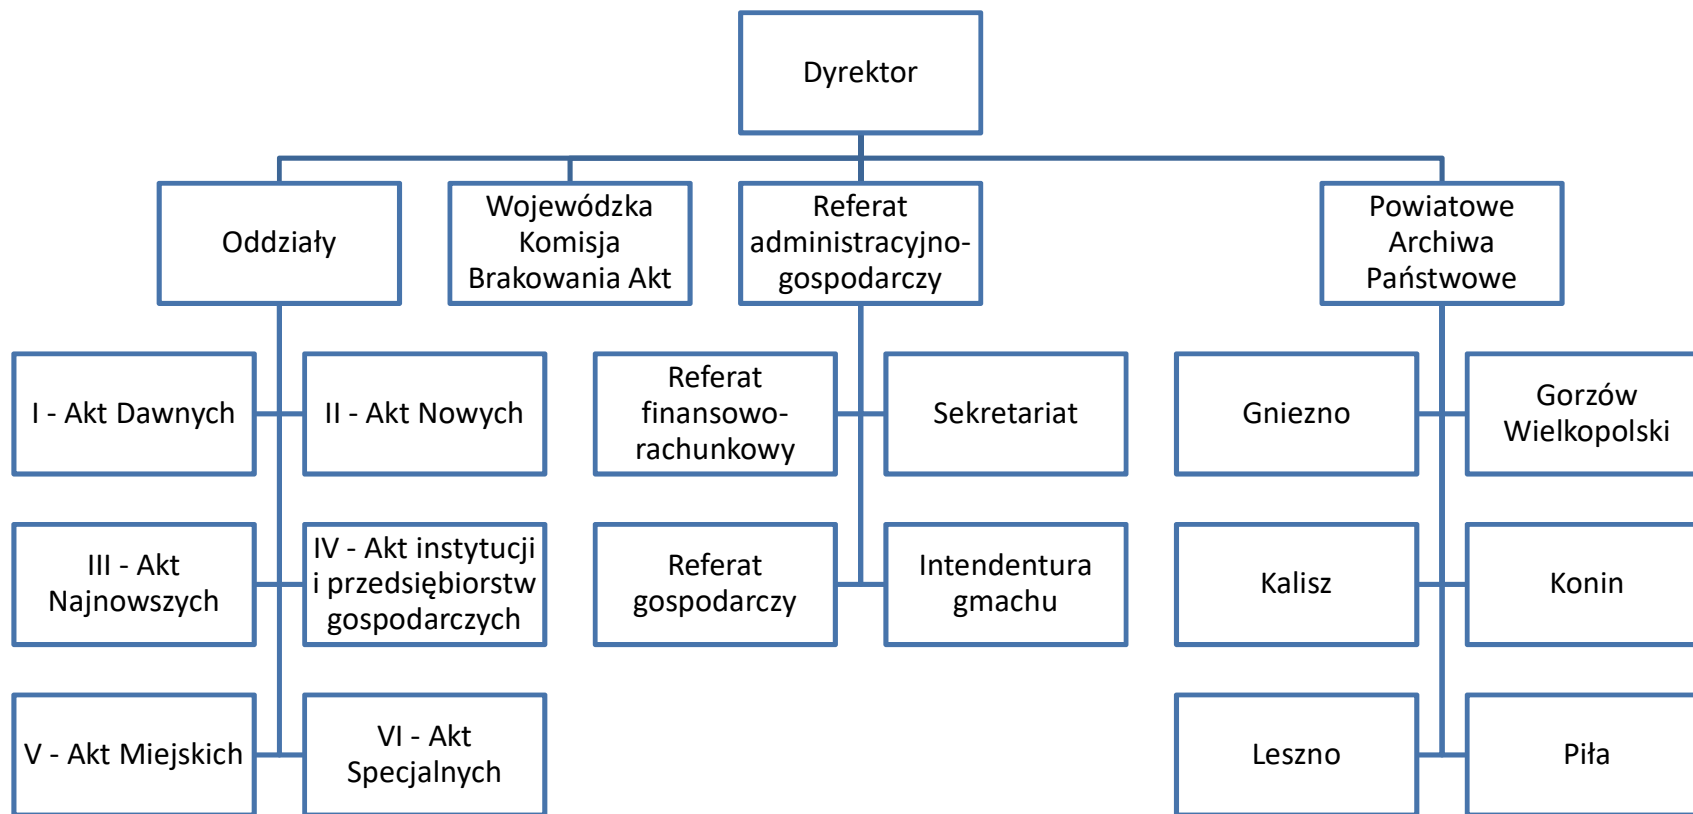 Dyrektor
Oddziały
Wojewódzka
Komisja
Brakowania Akt
Referat
administracyjno-
gospodarczy
Powiatowe
Archiwa
Państwowe
I - Akt Dawnych
II - Akt Nowych
Referat
finansowo-
rachunkowy
Sekretariat
Gniezno
Gorzów
Wielkopolski
III - Akt
Najnowszych
IV - Akt instytucji
i przedsiębiorstw
gospodarczych
Referat
gospodarczy
Intendentura
gmachu
Kalisz
Konin
V - Akt Miejskich
VI - Akt
Specjalnych
Leszno
Piła